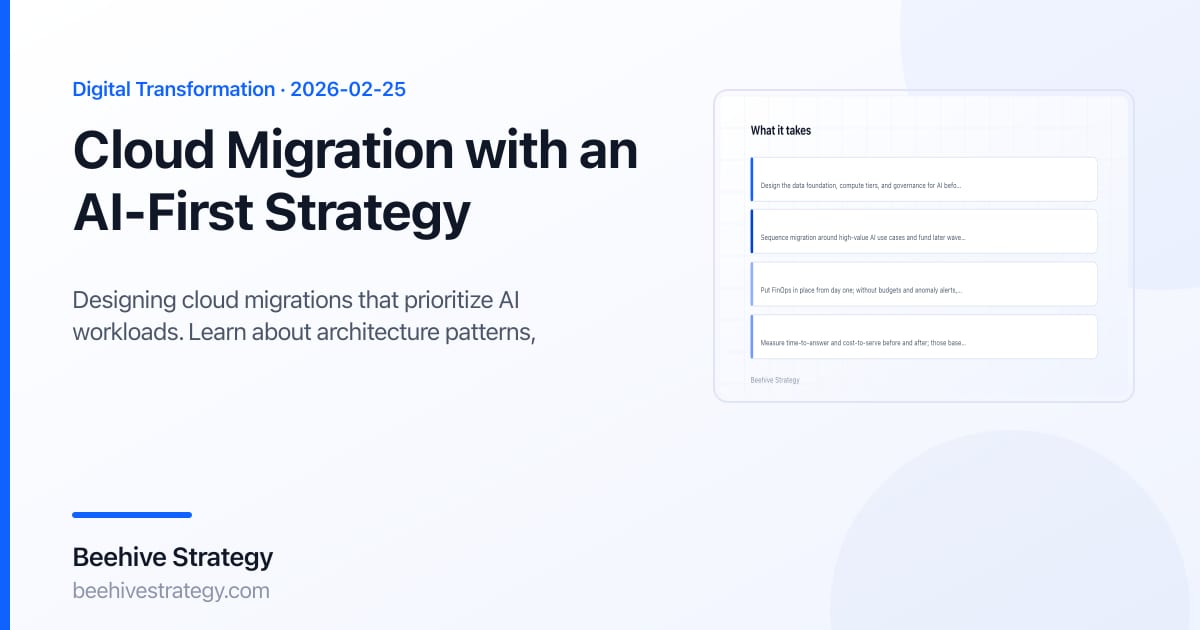 Digital Transformation · 2026-02-25
Cloud Migration with an
AI-First Strategy
Designing cloud migrations that prioritize AI
workloads. Learn about architecture patterns,
Beehive Strategy
beehivestrategy.com
What it takes
Design the data foundation, compute tiers, and governance for AI befo...
Sequence migration around high-value AI use cases and fund later wave...
Put FinOps in place from day one; without budgets and anomaly alerts,...
Measure time-to-answer and cost-to-serve before and after; those base...
Beehive Strategy